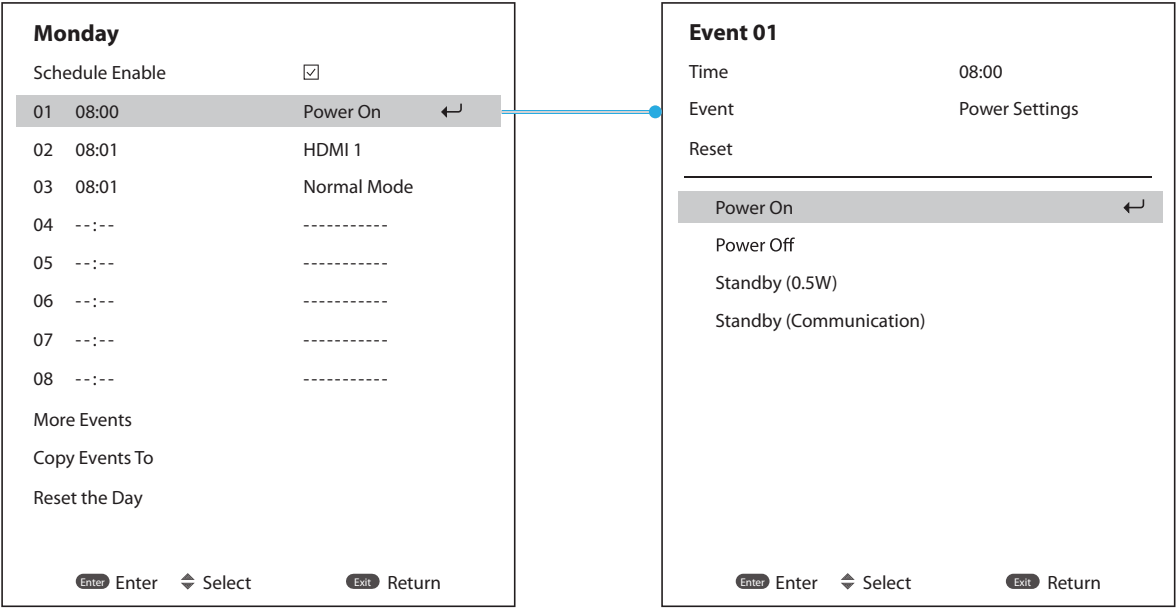 Monday
Schedule Enable ☑
01 08:00 Power On
02 08:01 HDMI 1
03 08:01 Normal Mode
04 --:-- -----------
05 --:-- -----------
06 --:-- -----------
07 --:-- -----------
08 --:-- -----------
More Events
Copy Events To
Reset the Day
Enter Enter Select Exit Return
Event 01
Time 08:00
Event Power Settings
Reset
Power On
Power Off
Standby (0.5W)
Standby (Communication)
Enter Enter Select Exit Return